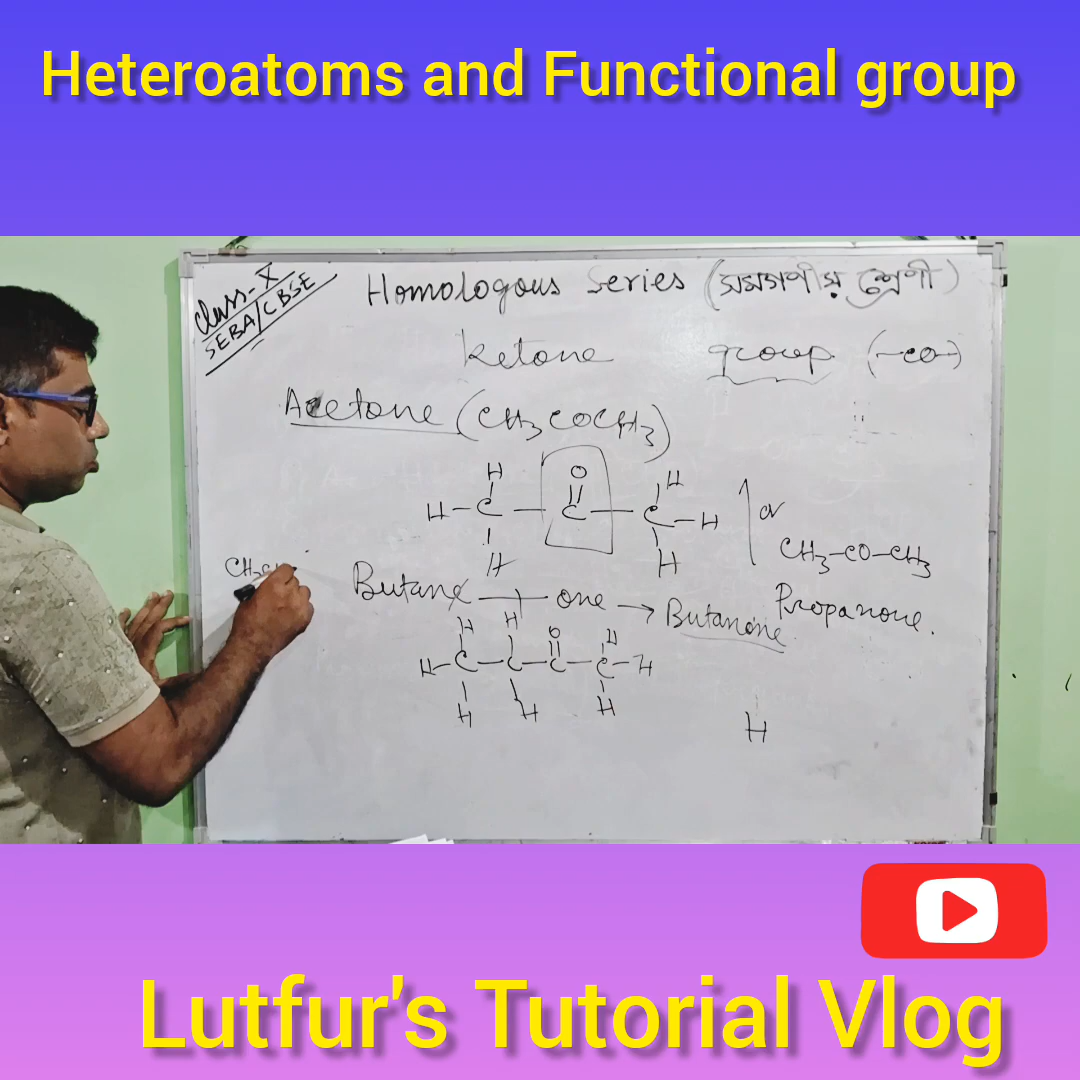 Heteroatoms and Functional group
Class-X
SEBA/CBSE
Homologous Series (সমগণীয় শ্রেণী)
Ketone group (-co-)
Acetone (CH₃COCH₃)
H O H
H-C-C-C-H
H H
or
CH₃-CO-CH₃
Propanone.
CH₃C
Butane + one → Butanone
H H O H
H-C-C-C-C-H
H H H
H
Lutfur's Tutorial Vlog